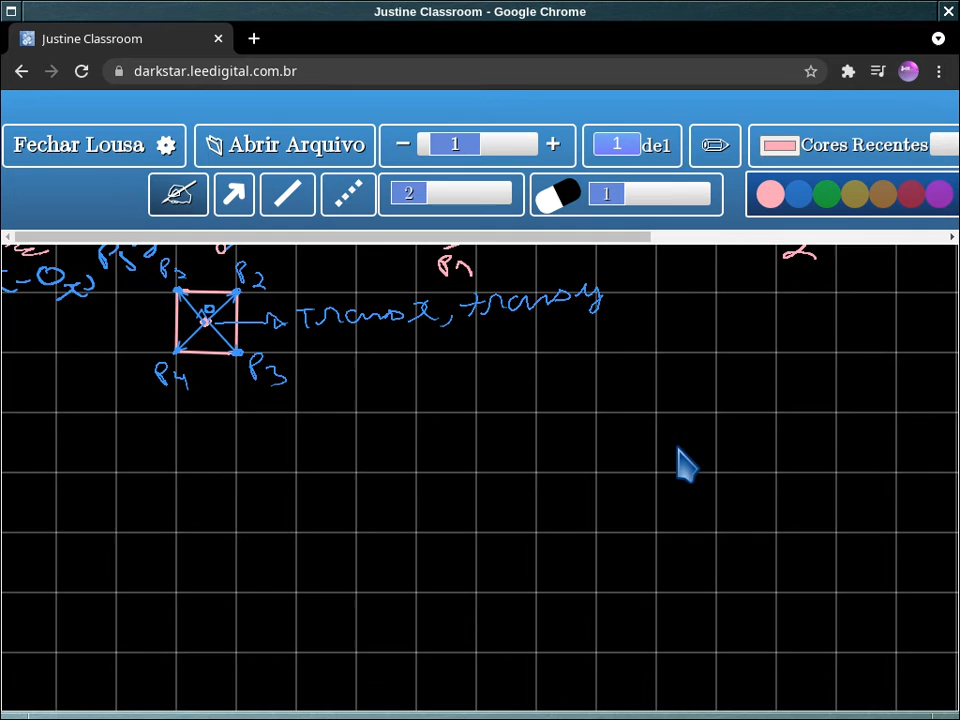 Justine Classroom - Google Chrome
Justine Classroom
darkstar.leedigital.com.br
Fechar Lousa
Abrir Arquivo
1
1 de1
Cores Recentes
2
1
P1
P2
transx, transy
P4
P3